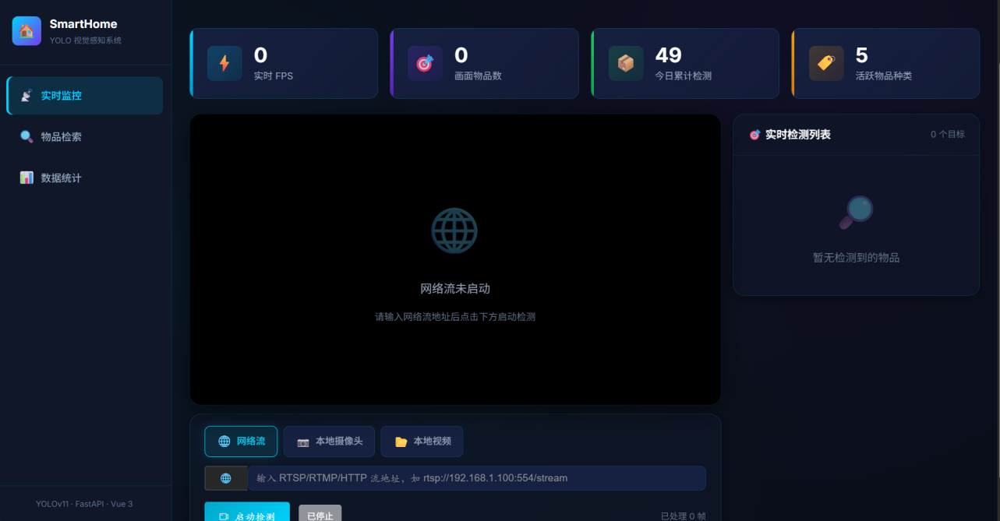 SmartHome
YOLO 视觉感知系统
实时监控
物品检索
数据统计
YOLOv11 · FastAPI · Vue 3
0
实时 FPS
0
画面物品数
49
今日累计检测
5
活跃物品种类
网络流未启动
请输入网络流地址后点击下方启动检测
实时检测列表
0 个目标
暂无检测到的物品
网络流
本地摄像头
本地视频
输入 RTSP/RTMP/HTTP 流地址，如 rtsp://192.168.1.100:554/stream
启动检测
已停止
已处理 0 帧